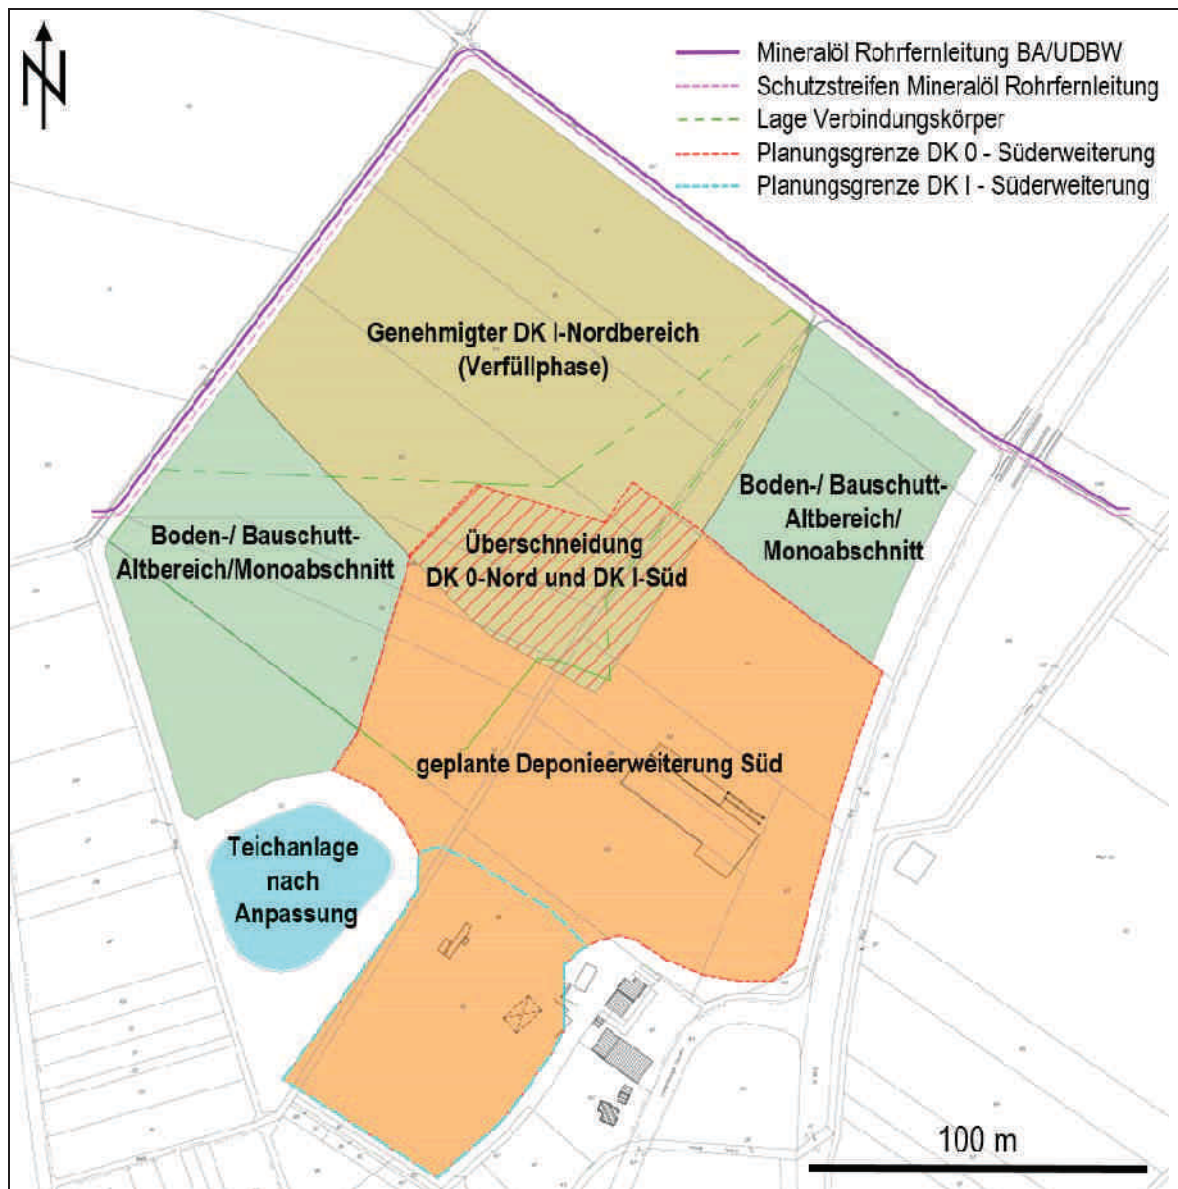 N
Mineralöl Rohrfernleitung BA/UDBW
Schutzstreifen Mineralöl Rohrfernleitung
Lage Verbindungskörper
Planungsgrenze DK 0 - Süderweiterung
Planungsgrenze DK I - Süderweiterung
Genehmigter DK I-Nordbereich
(Verfüllphase)
Boden-/ Bauschutt-
Altbereich/
Monoabschnitt
Boden-/ Bauschutt-
Altbereich/Monoabschnitt
Überschneidung
DK 0-Nord und DK I-Süd
geplante Deponieerweiterung Süd
Teichanlage
nach
Anpassung
100 m